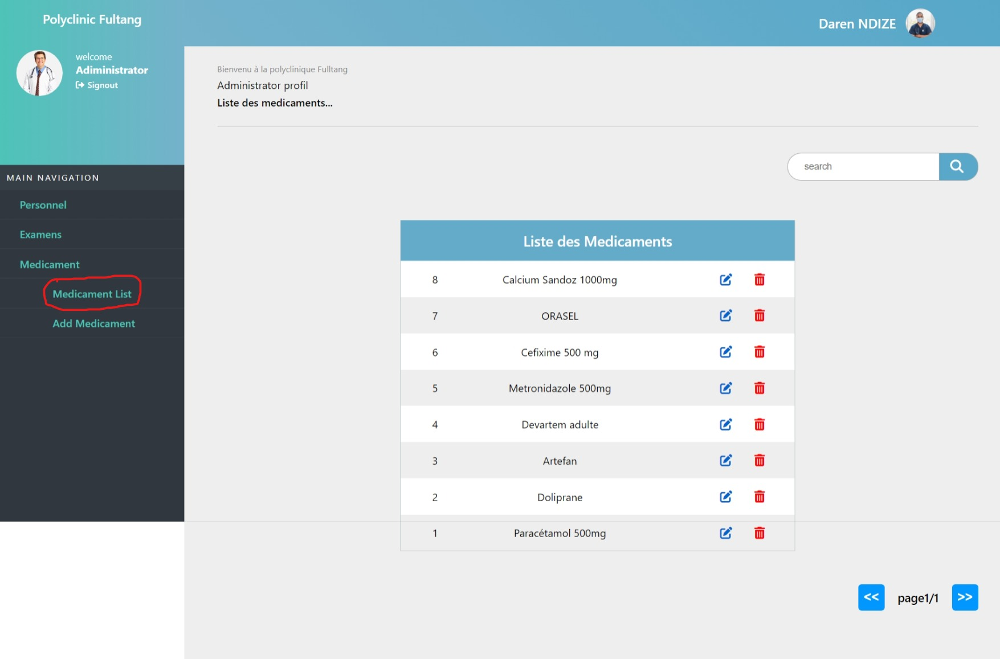 Polyclinic Fultang
Daren NDIZE
welcome
Adiministrator
Signout
Bienvenu à la polyclinique Fulltang
Administrator profil
Liste des medicaments...
MAIN NAVIGATION
Personnel
Examens
Medicament
Medicament List
Add Medicament
search
Liste des Medicaments
8 Calcium Sandoz 1000mg
7 ORASEL
6 Cefixime 500 mg
5 Metronidazole 500mg
4 Devartem adulte
3 Artefan
2 Doliprane
1 Paracétamol 500mg
<< page1/1 >>